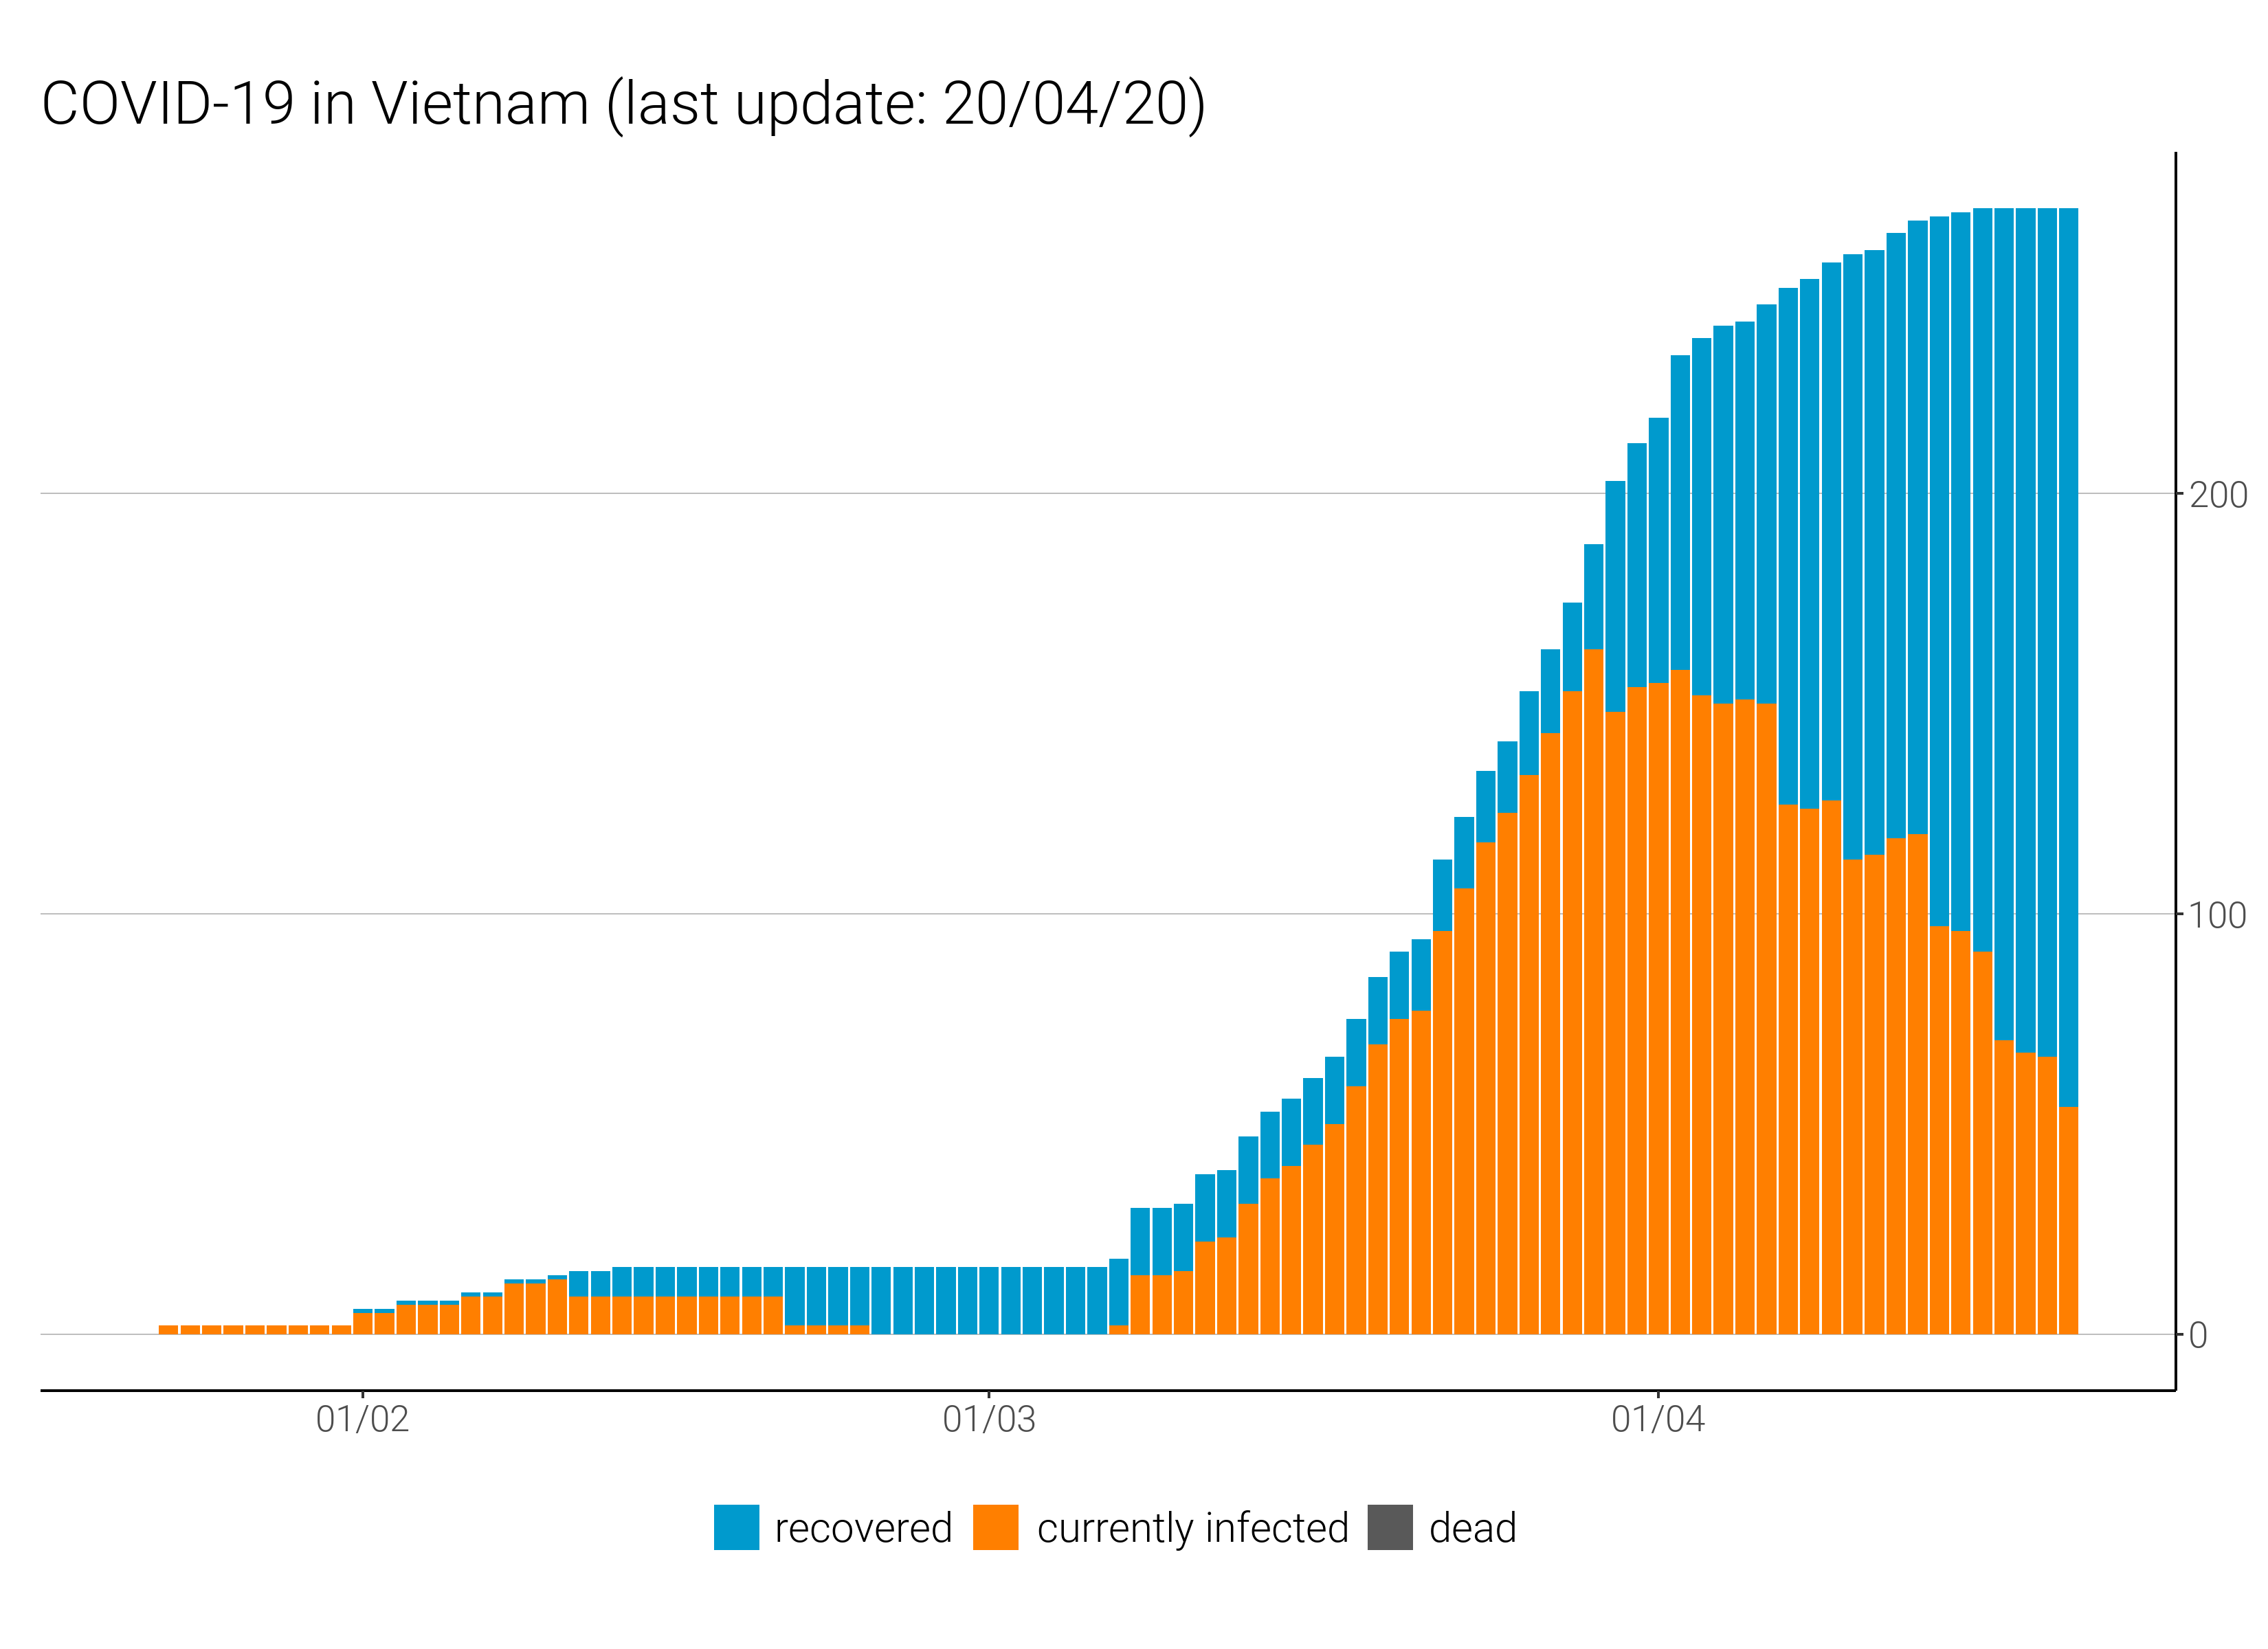 COVID-19 in Vietnam (last update: 20/04/20)
200
100
0
01/02 01/03 01/04
recovered currently infected dead